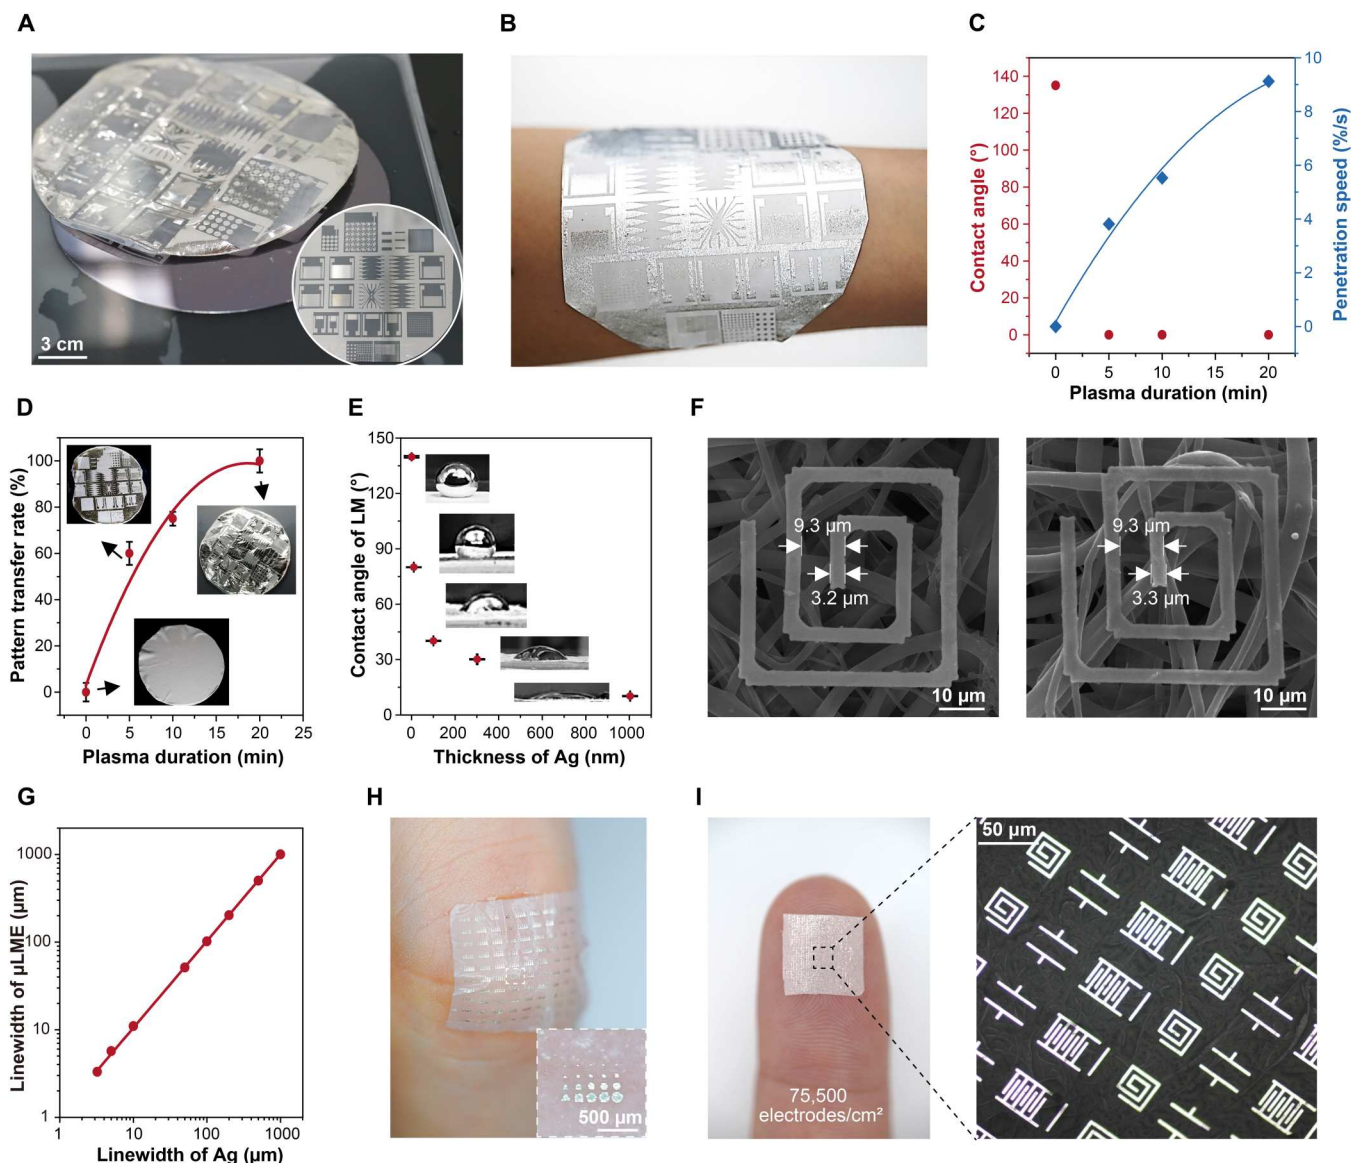 A
3 cm
B
C
Contact angle (°)
140
120
100
80
60
40
20
0
0
5
10
15
20
Plasma duration (min)
10
8
6
4
2
0
Penetration speed (%/s)
D
Pattern transfer rate (%)
100
80
60
40
20
0
0
5
10
15
20
25
Plasma duration (min)
E
Contact angle of LM (°)
150
120
90
60
30
0
0
200
400
600
800
1000
Thickness of Ag (nm)
F
9.3 µm
3.2 µm
10 µm
9.3 µm
3.3 µm
10 µm
G
Linewidth of µLME (µm)
1000
100
10
1
1
10
100
1000
Linewidth of Ag (µm)
H
500 µm
I
75,500
electrodes/cm²
50 µm